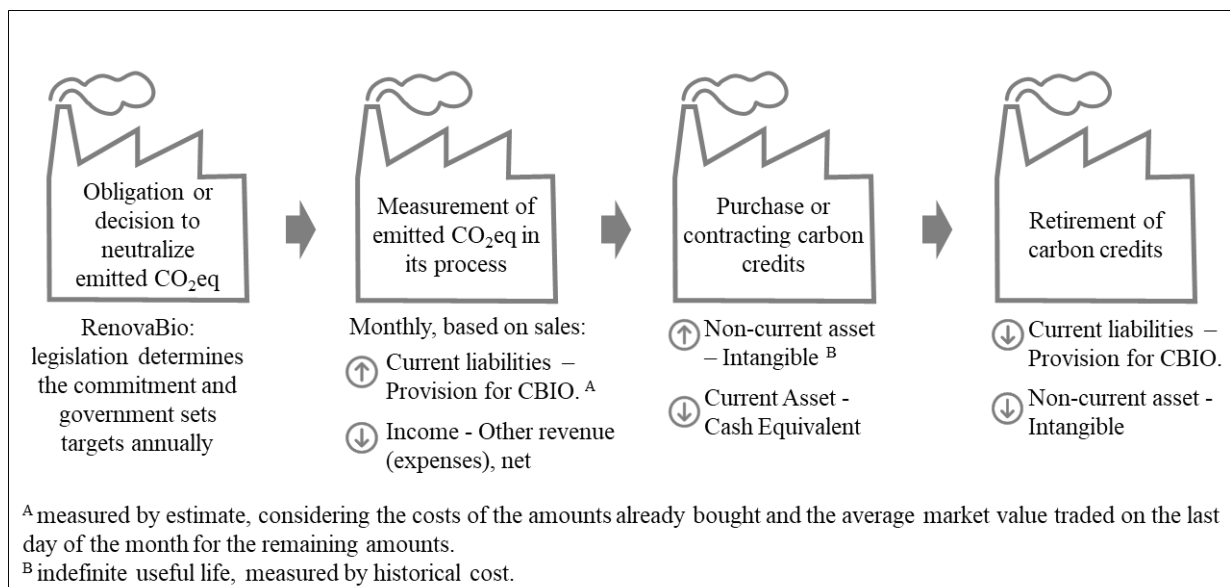 Obligation or
decision to
neutralize
emitted CO₂eq
Measurement of
emitted CO₂eq in
its process
Purchase or
contracting carbon
credits
Retirement of
carbon credits
RenovaBio:
legislation determines
the commitment and
government sets
targets annually
Monthly, based on sales:
Current liabilities –
Provision for CBIO. ᴬ
Income - Other revenue
(expenses), net
Non-current asset
– Intangible ᴮ
Current Asset -
Cash Equivalent
Current liabilities –
Provision for CBIO.
Non-current asset -
Intangible
ᴬ measured by estimate, considering the costs of the amounts already bought and the average market value traded on the last
day of the month for the remaining amounts.
ᴮ indefinite useful life, measured by historical cost.